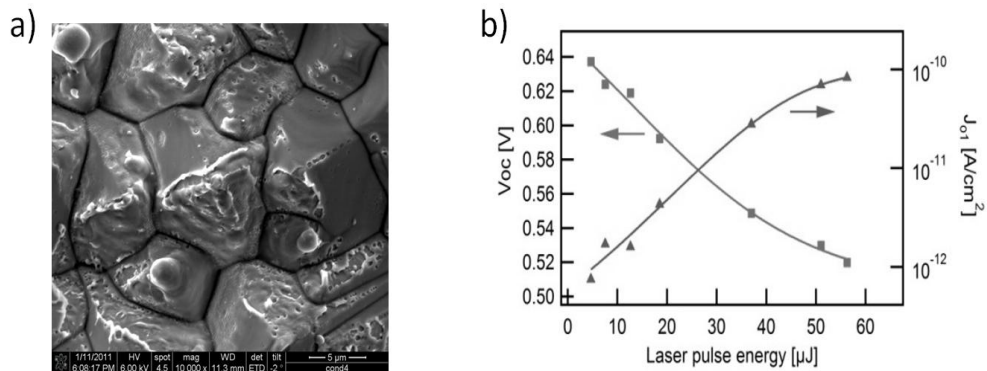 a)
1/11/2011 HV spot mag WD det tilt 5 µm
6:08:17 PM 6.00 kV 4.5 10 000 x 11.3 mm ETD -2 ° cond4
b)
Voc [V]
0.64
0.62
0.60
0.58
0.56
0.54
0.52
0.50
10⁻¹⁰
10⁻¹¹
10⁻¹²
J₀₁ [A/cm²]
0 10 20 30 40 50 60
Laser pulse energy [µJ]